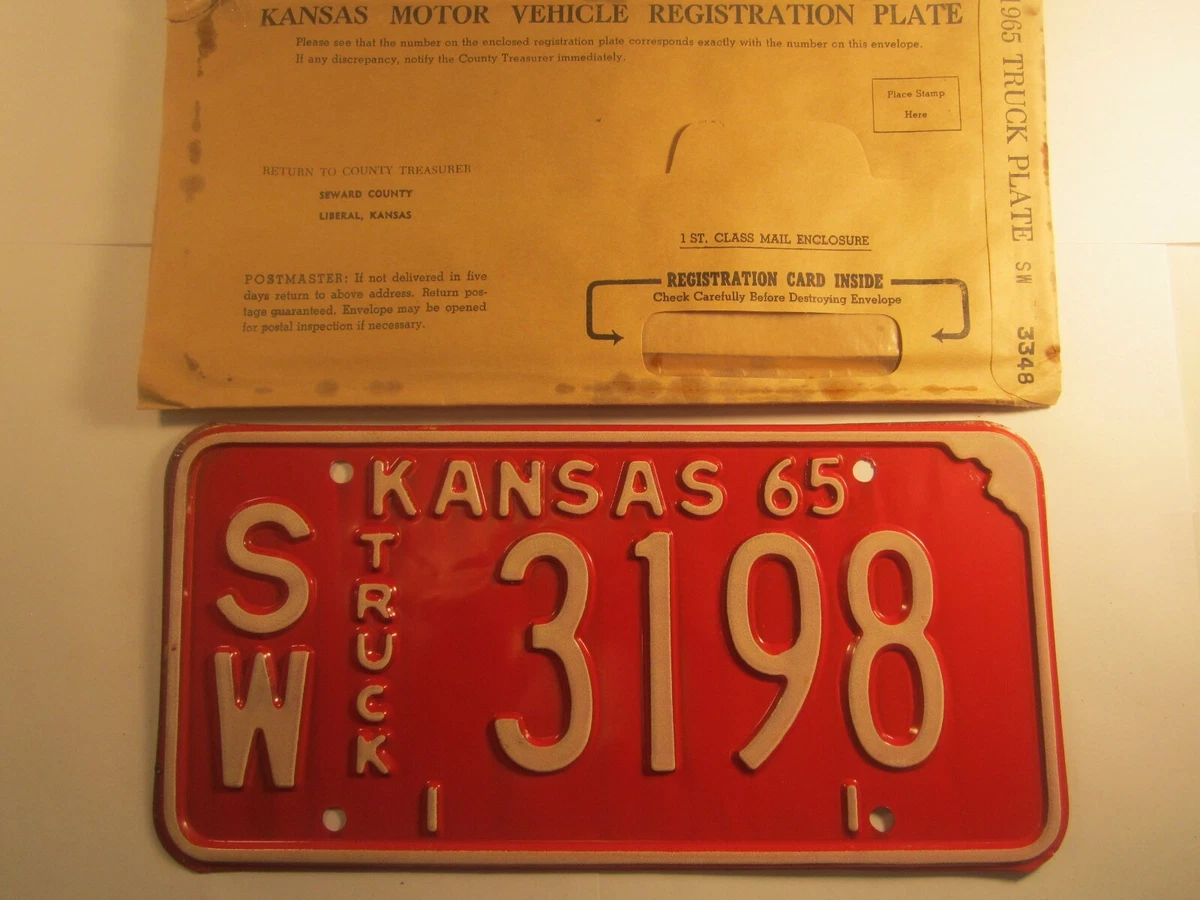 KANSAS MOTOR VEHICLE REGISTRATION PLATE
Please see that the number on the enclosed registration plate corresponds exactly with the number on this envelope.
If any discrepancy, notify the County Treasurer immediately.
Place Stamp
Here
RETURN TO COUNTY TREASURER
SEWARD COUNTY
LIBERAL, KANSAS
1 ST. CLASS MAIL ENCLOSURE
POSTMASTER: If not delivered in five
days return to above address. Return pos-
tage guaranteed. Envelope may be opened
for postal inspection if necessary.
REGISTRATION CARD INSIDE
Check Carefully Before Destroying Envelope
1965 TRUCK PLATE SW 3348
KANSAS 65
SW
TRUCK
3198